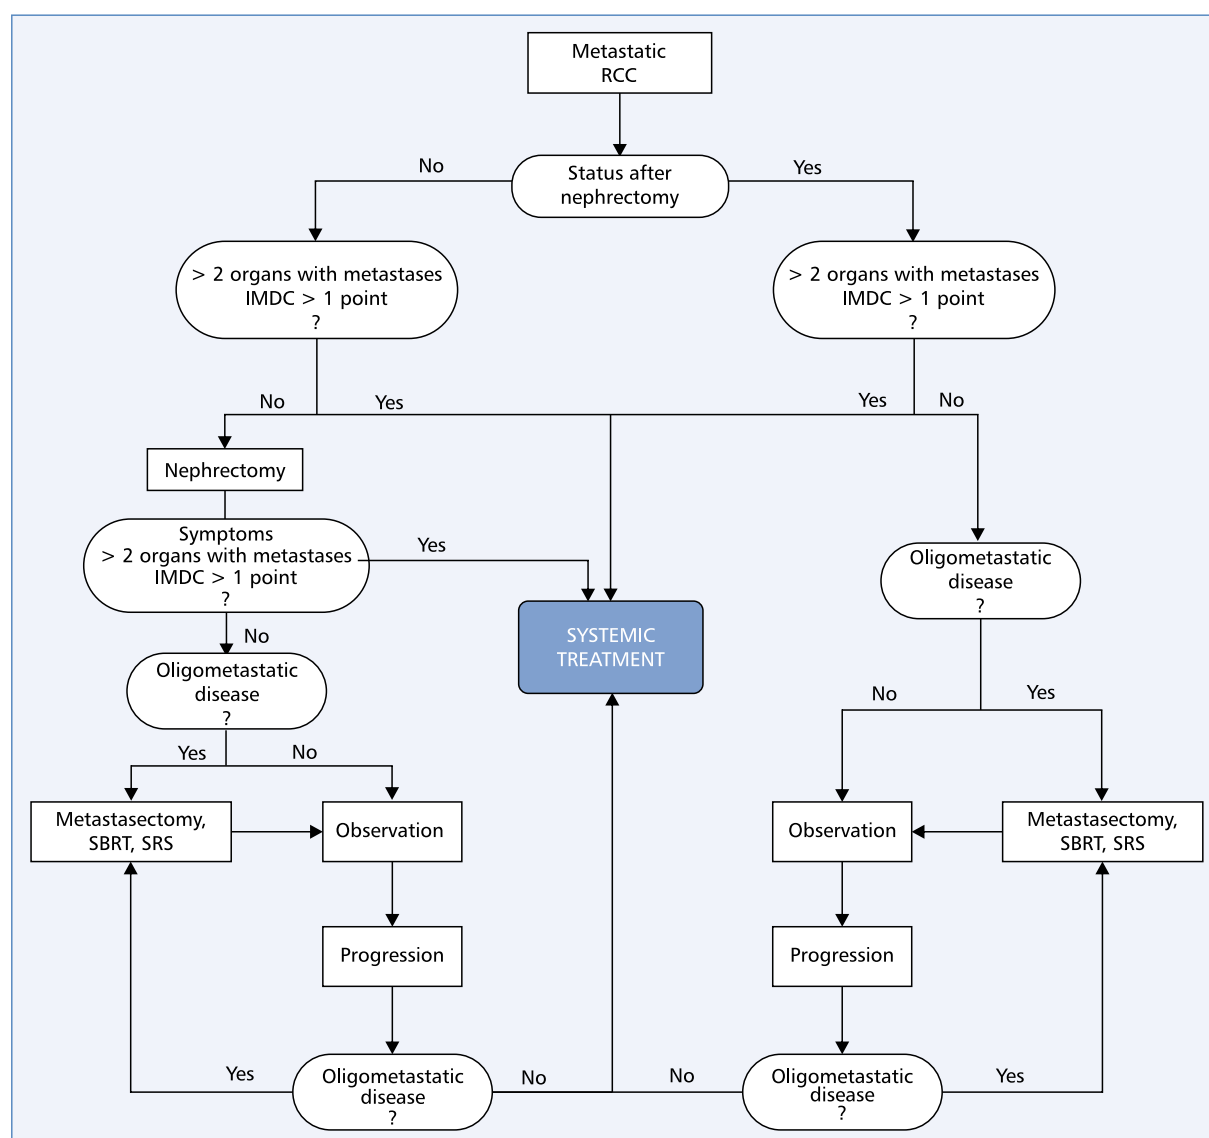 Metastatic
RCC
No
Status after
nephrectomy
Yes
> 2 organs with metastases
IMDC > 1 point
?
> 2 organs with metastases
IMDC > 1 point
?
No
Yes
Yes
No
Nephrectomy
Symptoms
> 2 organs with metastases
IMDC > 1 point
?
Yes
Oligometastatic
disease
?
No
SYSTEMIC
TREATMENT
Oligometastatic
disease
?
No
Yes
Yes
No
Metastasectomy,
SBRT, SRS
Observation
Observation
Metastasectomy,
SBRT, SRS
Progression
Progression
Yes
Oligometastatic
disease
?
No
No
Oligometastatic
disease
?
Yes